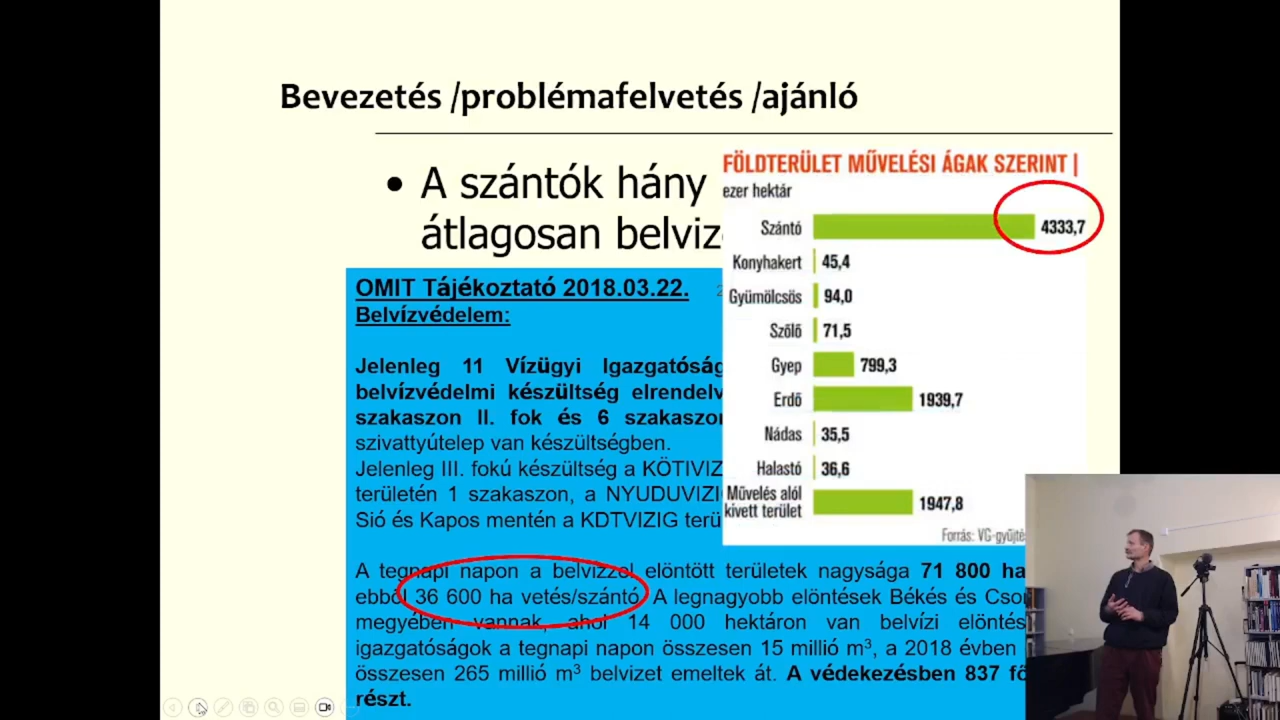 Bevezetés /problémafelvetés /ajánló
• A szántók hány
átlagosan belviz
FÖLDTERÜLET MŰVELÉSI ÁGAK SZERINT |
ezer hektár
Szántó 4333,7
Konyhakert 45,4
Gyümölcsös 94,0
Szőlő 71,5
Gyep 799,3
Erdő 1939,7
Nádas 35,5
Halastó 36,6
Művelés alól
kivett terület 1947,8
Forrás: VG-gyűjté
OMIT Tájékoztató 2018.03.22.
Belvízvédelem:
Jelenleg 11 Vízügyi Igazgatóság
belvízvédelmi készültség elrendelv
szakaszon II. fok és 6 szakaszon
szivattyútelep van készültségben.
Jelenleg III. fokú készültség a KÖTIVIZ
területén 1 szakaszon, a NYUDUVIZI
Sió és Kapos mentén a KDTVIZIG terü
A tegnapi napon a belvízzel elöntött területek nagysága 71 800 ha
ebből 36 600 ha vetés/szántó. A legnagyobb elöntések Békés és Cso
megyében vannak, ahol 14 000 hektáron van belvízi elöntés
igazgatóságok a tegnapi napon összesen 15 millió m³, a 2018 évben
összesen 265 millió m³ belvizet emeltek át. A védekezésben 837 fő
részt.